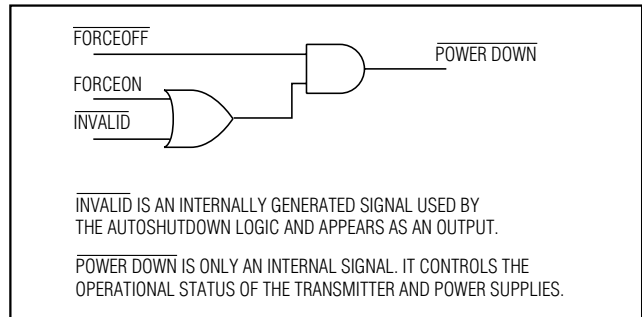 FORCEOFF
POWER DOWN
FORCEON
INVALID
INVALID IS AN INTERNALLY GENERATED SIGNAL USED BY
THE AUTOSHUTDOWN LOGIC AND APPEARS AS AN OUTPUT.
POWER DOWN IS ONLY AN INTERNAL SIGNAL. IT CONTROLS THE
OPERATIONAL STATUS OF THE TRANSMITTER AND POWER SUPPLIES.